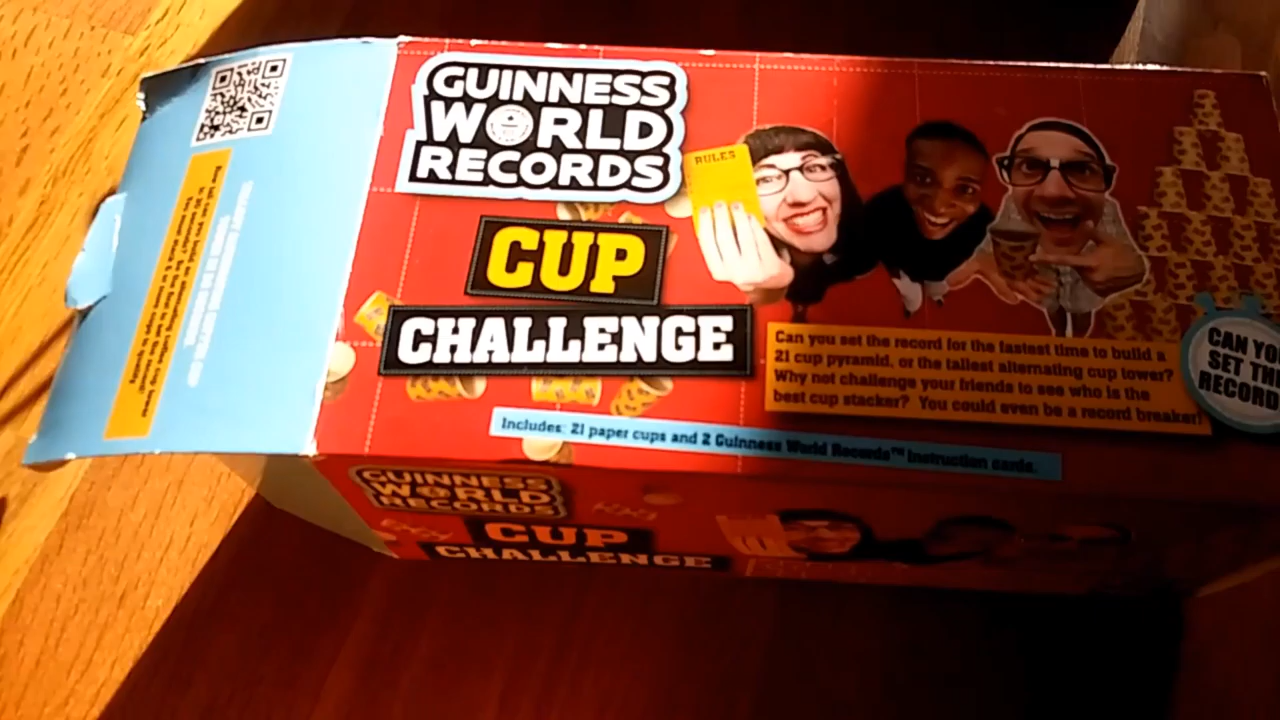 GUINNESS
WORLD
RECORDS
CUP
CHALLENGE
RULES
Can you set the record for the fastest time to build a
21 cup pyramid, or the tallest alternating cup tower?
Why not challenge your friends to see who is the
best cup stacker? You could even be a record breaker!
CAN YO
SET TH
RECORD
Includes: 21 paper cups and 2 Guinness World Records™ instruction cards.
GUINNESS
WORLD
RECORDS
CUP
CHALLENGE